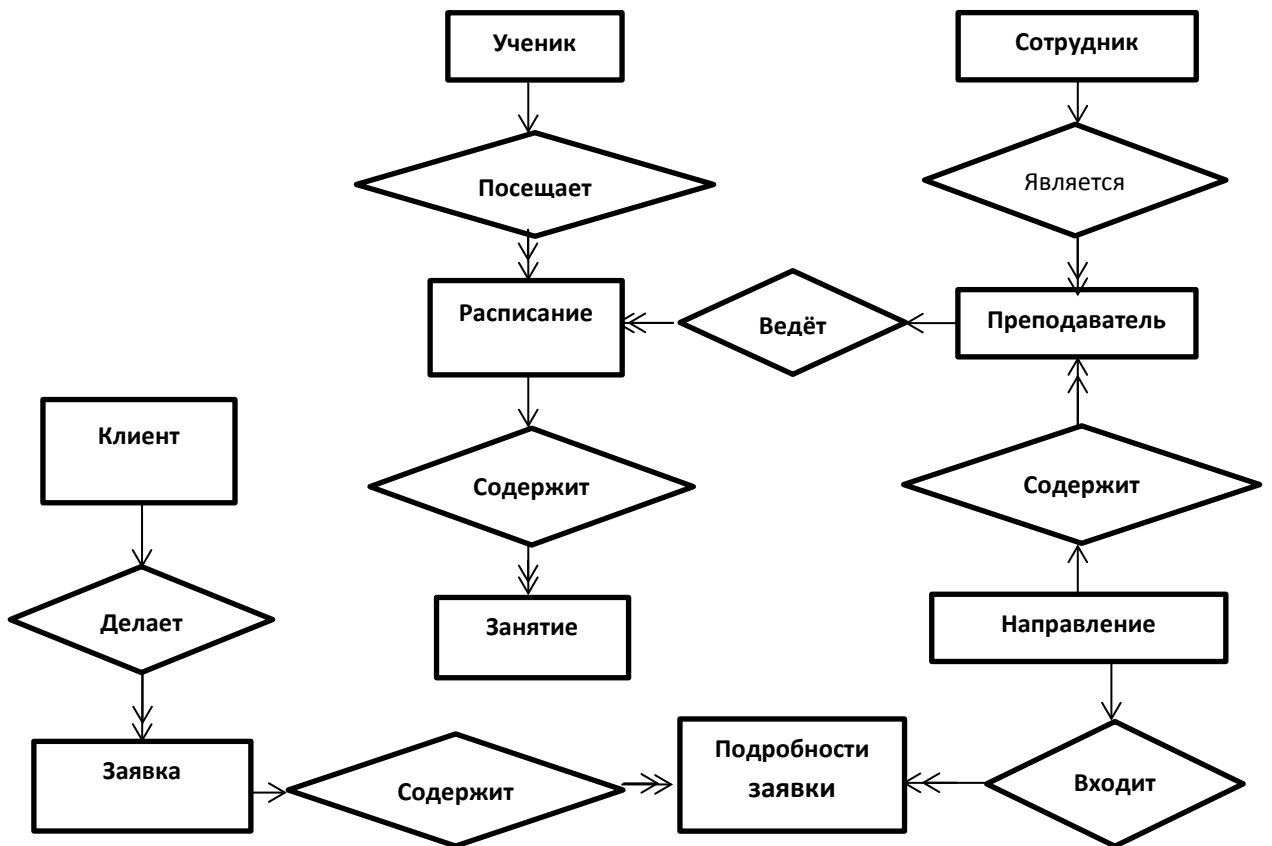 Ученик
Сотрудник
Посещает
Является
Расписание
Ведёт
Преподаватель
Клиент
Содержит
Содержит
Делает
Занятие
Направление
Заявка
Содержит
Подробности
заявки
Входит